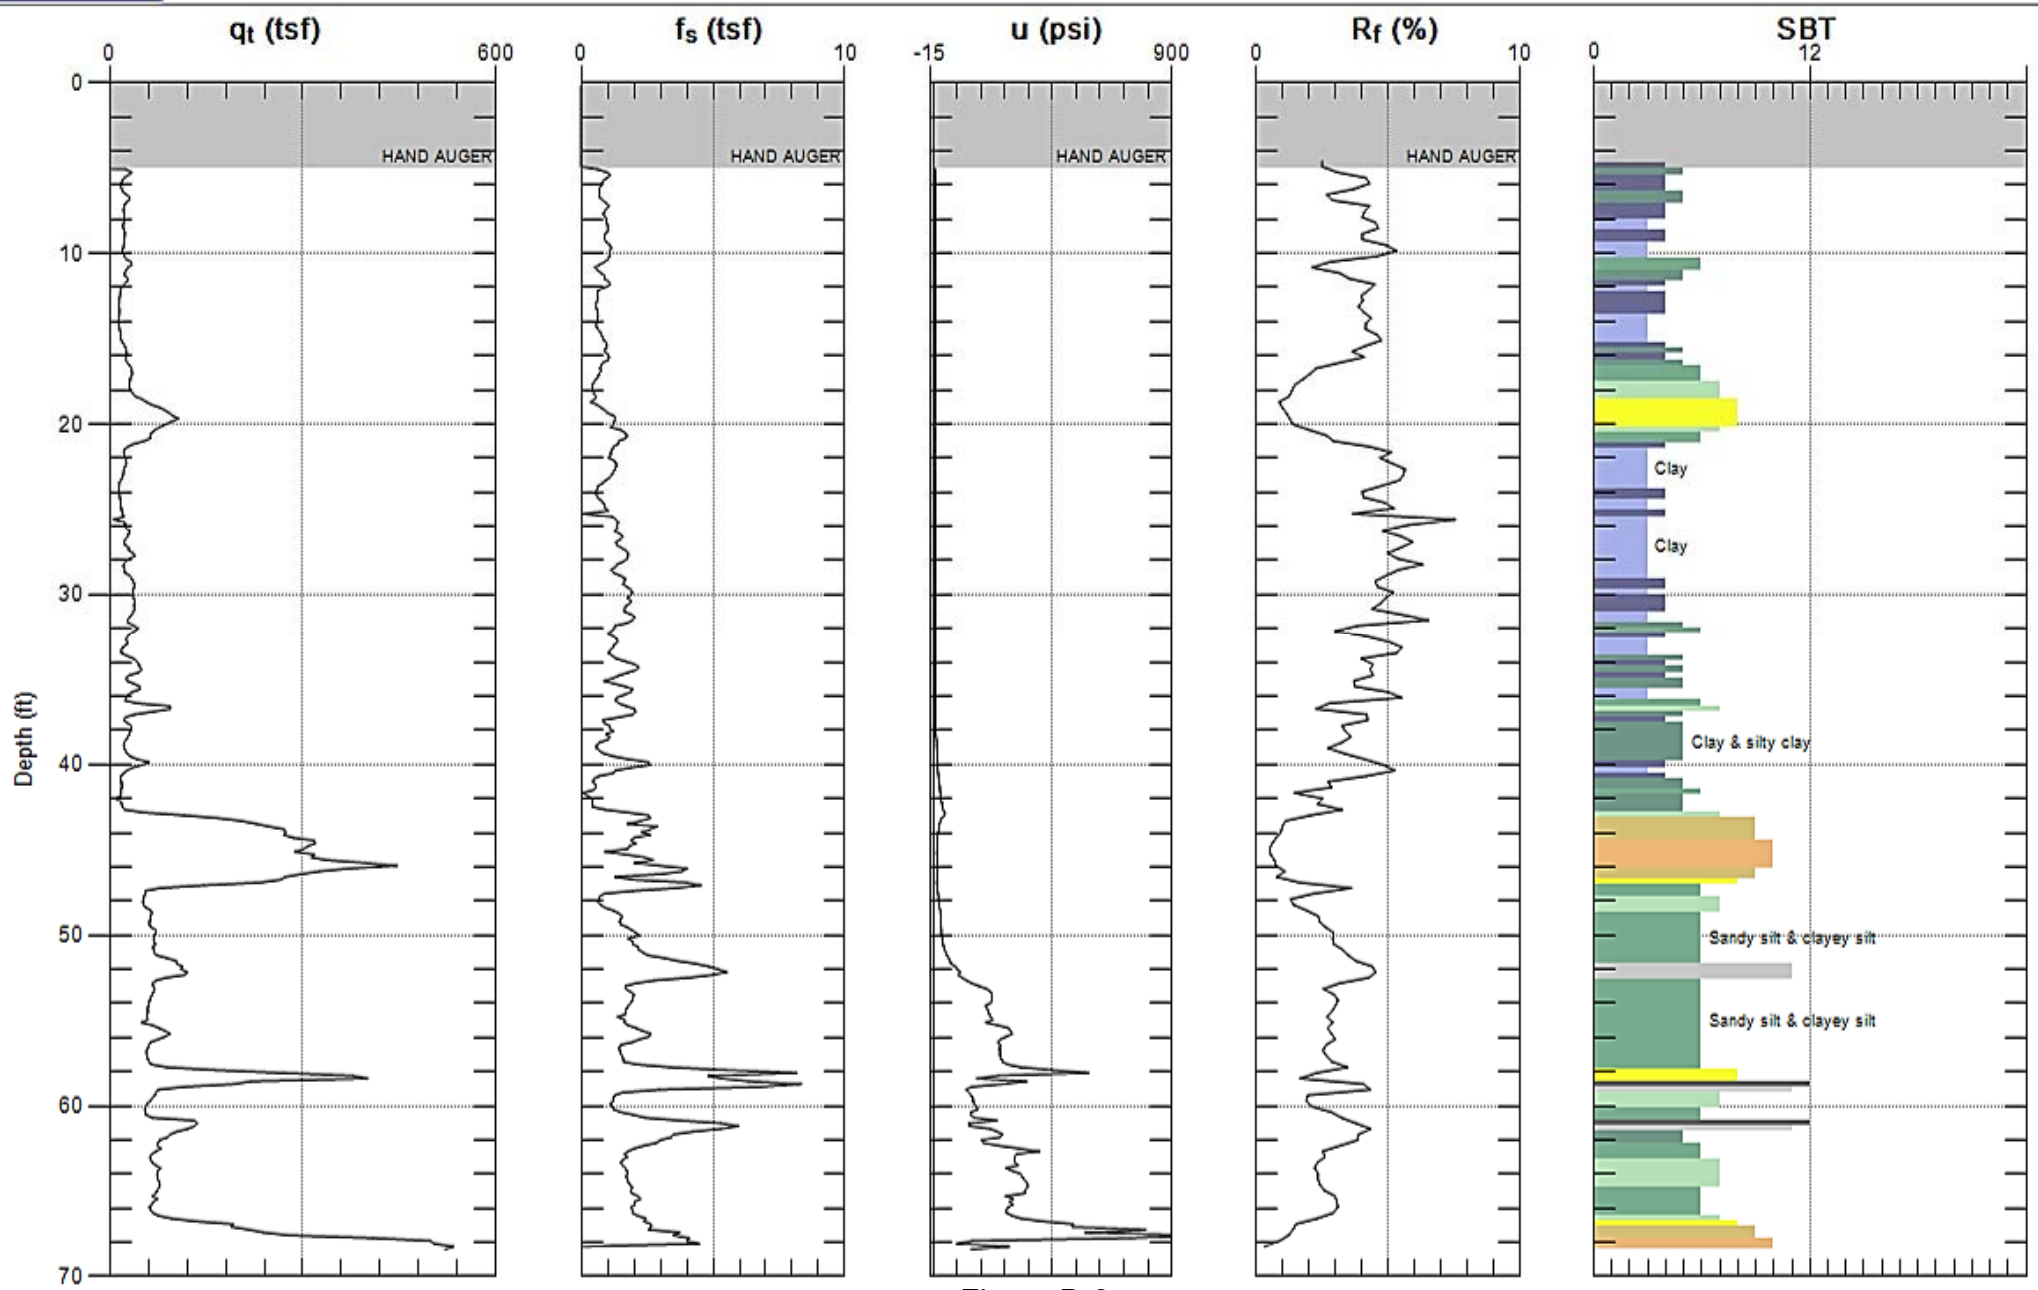 qt (tsf) fs (tsf) u (psi) Rf (%) SBT
0 600 0 10 -15 900 0 10 0 12
0
HAND AUGER HAND AUGER HAND AUGER HAND AUGER
10
20
Clay
Clay
30
Depth (ft)
Clay & silty clay
40
50
Sandy silt & clayey silt
Sandy silt & clayey silt
60
70